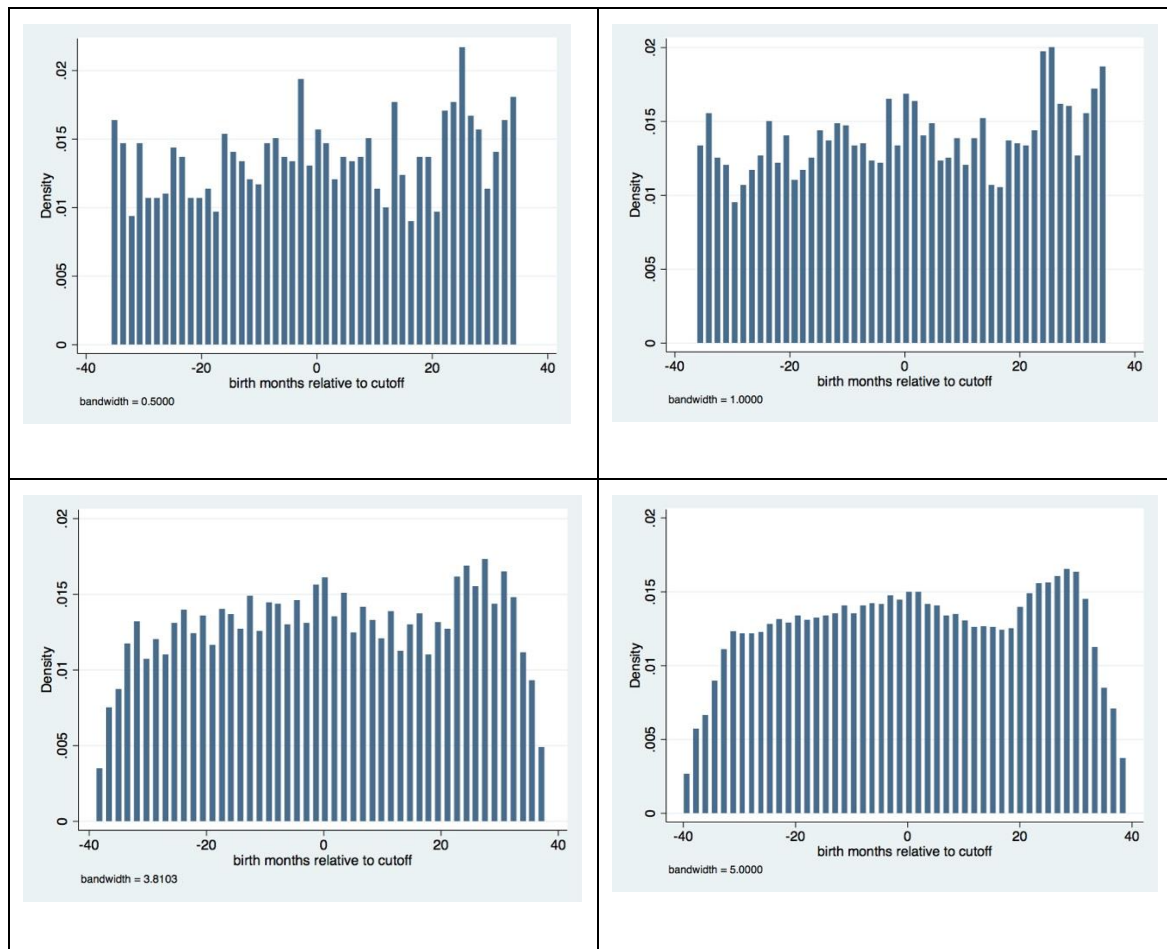 Density
.02
.015
.01
.005
0
-40 -20 0 20 40
birth months relative to cutoff
bandwidth = 0.5000
Density
.02
.015
.01
.005
0
-40 -20 0 20 40
birth months relative to cutoff
bandwidth = 1.0000
Density
.02
.015
.01
.005
0
-40 -20 0 20 40
birth months relative to cutoff
bandwidth = 3.8103
Density
.02
.015
.01
.005
0
-40 -20 0 20 40
birth months relative to cutoff
bandwidth = 5.0000